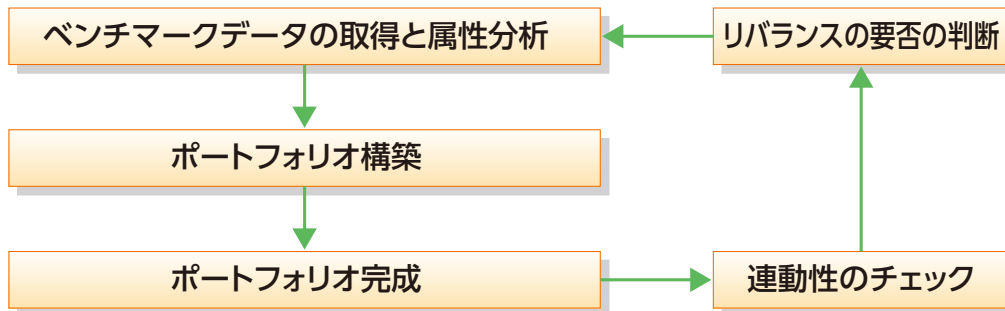 ベンチマークデータの取得と属性分析
ポートフォリオ構築
ポートフォリオ完成
連動性のチェック
リバランスの要否の判断